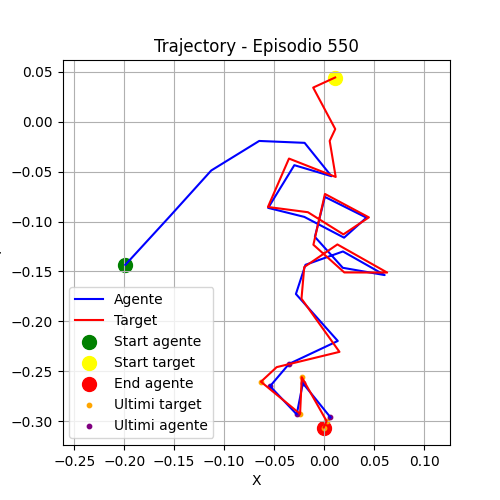 Trajectory - Episodio 550
0.05
0.00
−0.05
−0.10
−0.15
−0.20
−0.25
−0.30
Agente
Target
Start agente
Start target
End agente
Ultimi target
Ultimi agente
−0.25 −0.20 −0.15 −0.10 −0.05 0.00 0.05 0.10
X